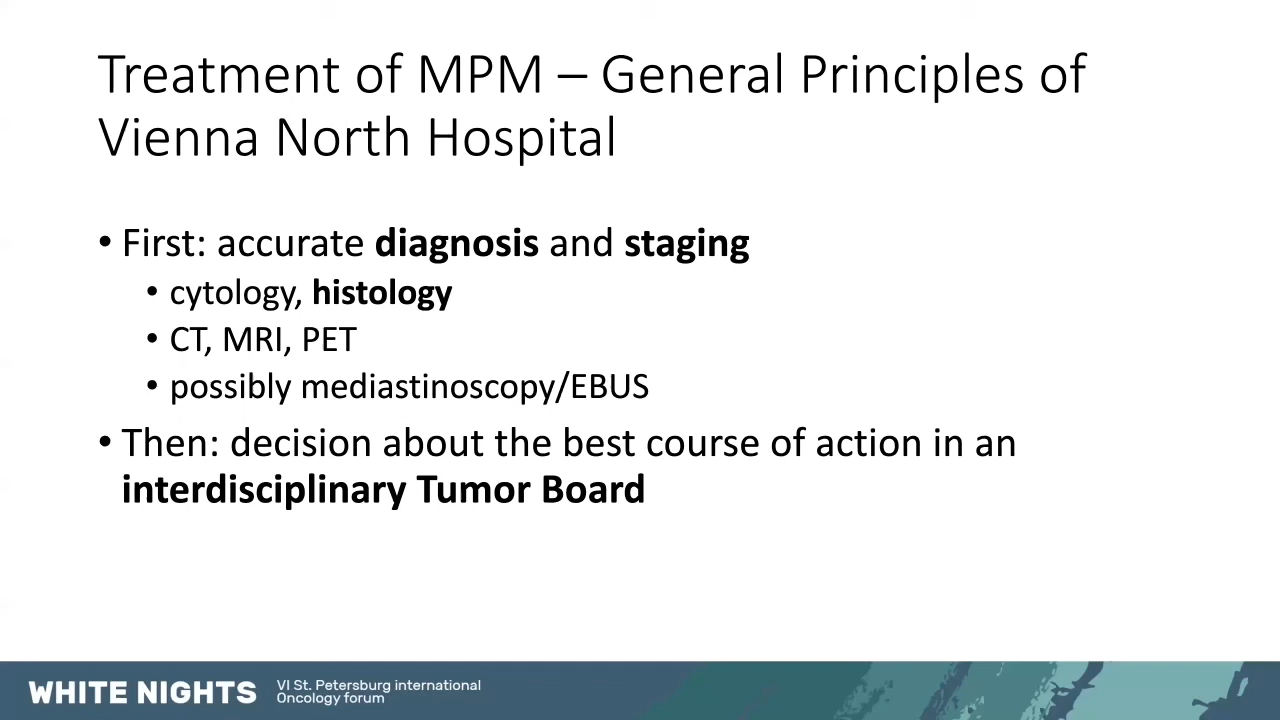 Treatment of MPM – General Principles of
Vienna North Hospital
• First: accurate diagnosis and staging
• cytology, histology
• CT, MRI, PET
• possibly mediastinoscopy/EBUS
• Then: decision about the best course of action in an
interdisciplinary Tumor Board
WHITE NIGHTS
VI St. Petersburg international
Oncology forum